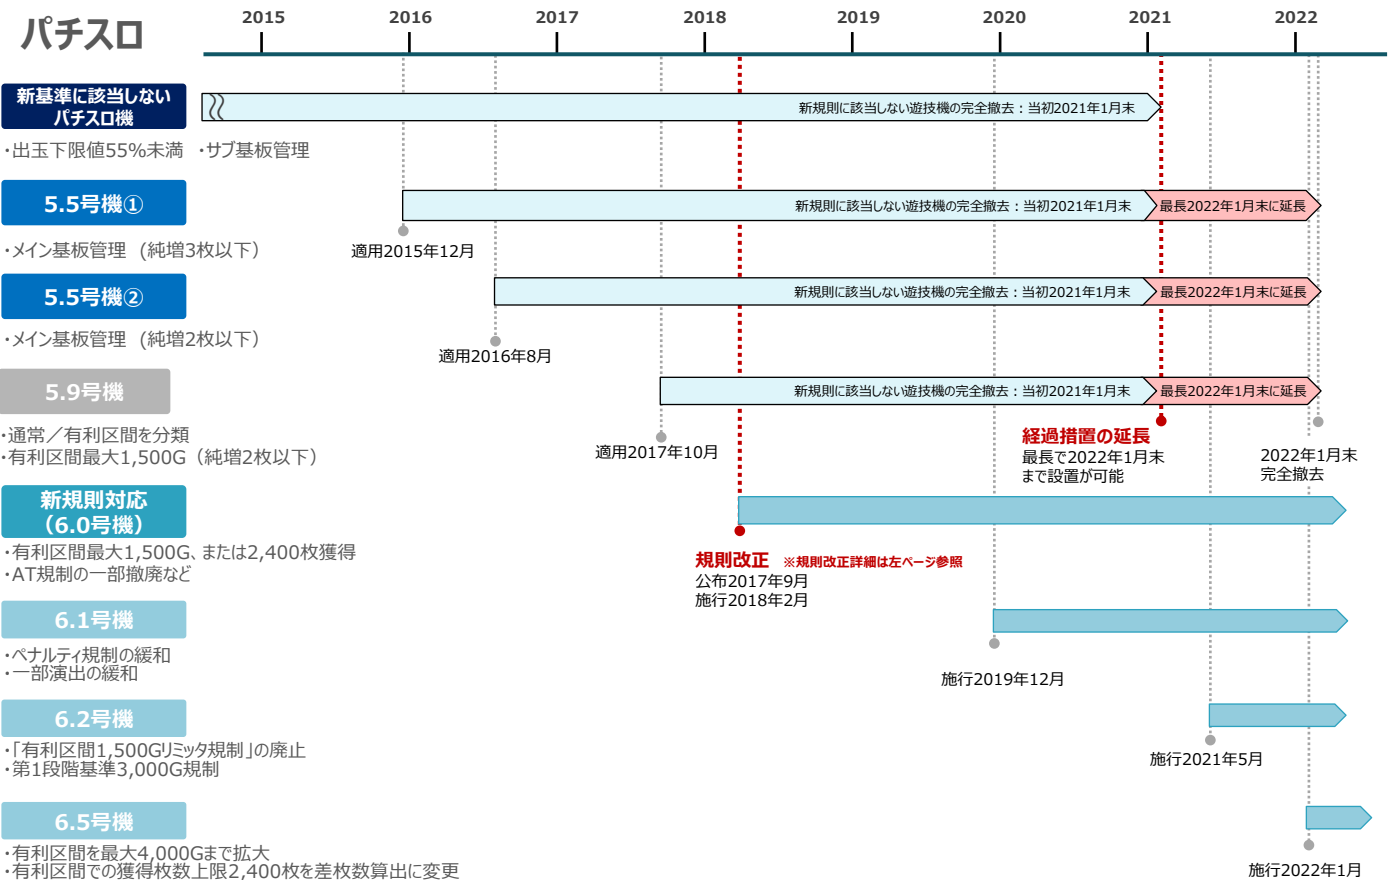 パチスロ
2015 2016 2017 2018 2019 2020 2021 2022
新基準に該当しない
パチスロ機
新規則に該当しない遊技機の完全撤去：当初2021年1月末
・出玉下限値55%未満 ・サブ基板管理
5.5号機①
新規則に該当しない遊技機の完全撤去：当初2021年1月末
最長2022年1月末に延長
・メイン基板管理 （純増3枚以下）
適用2015年12月
5.5号機②
新規則に該当しない遊技機の完全撤去：当初2021年1月末
最長2022年1月末に延長
・メイン基板管理 （純増2枚以下）
適用2016年8月
5.9号機
新規則に該当しない遊技機の完全撤去：当初2021年1月末
最長2022年1月末に延長
・通常／有利区間を分類
・有利区間最大1,500G（純増2枚以下）
適用2017年10月
経過措置の延長
最長で2022年1月末
まで設置が可能
2022年1月末
完全撤去
新規則対応
（6.0号機）
・有利区間最大1,500G、または2,400枚獲得
・AT規制の一部撤廃など
規則改正 ※規則改正詳細は左ページ参照
公布2017年9月
施行2018年2月
6.1号機
・ペナルティ規制の緩和
・一部演出の緩和
施行2019年12月
6.2号機
・「有利区間1,500Gリミッタ規制」の廃止
・第1段階基準3,000G規制
施行2021年5月
6.5号機
・有利区間を最大4,000Gまで拡大
・有利区間での獲得枚数上限2,400枚を差枚数算出に変更
施行2022年1月